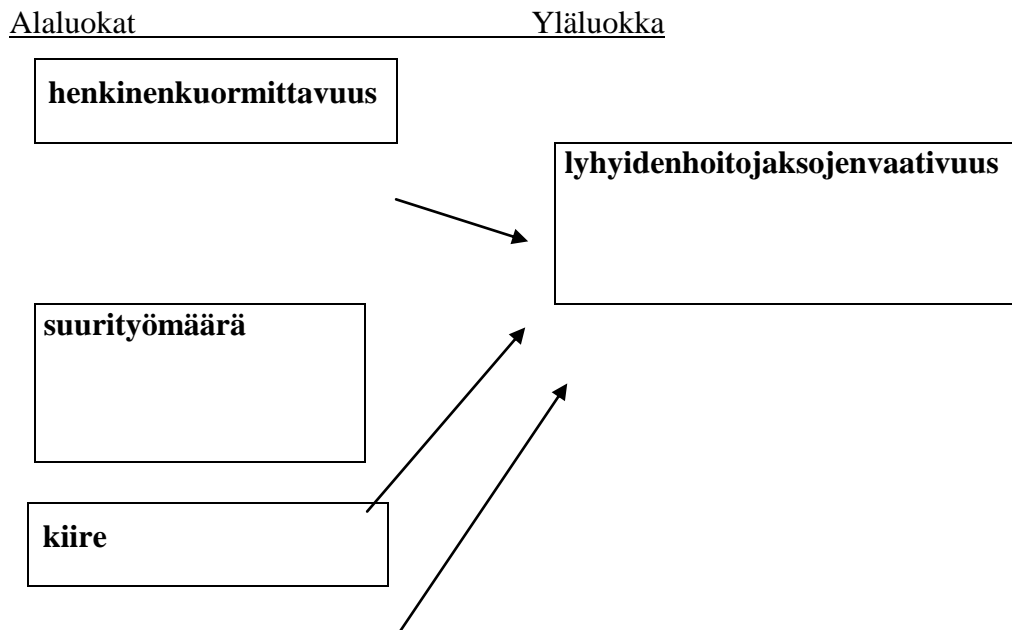 Alaluokat Yläluokka
henkinenkuormittavuus
lyhyidenhoitojaksojenvaativuus
suurityömäärä
kiire